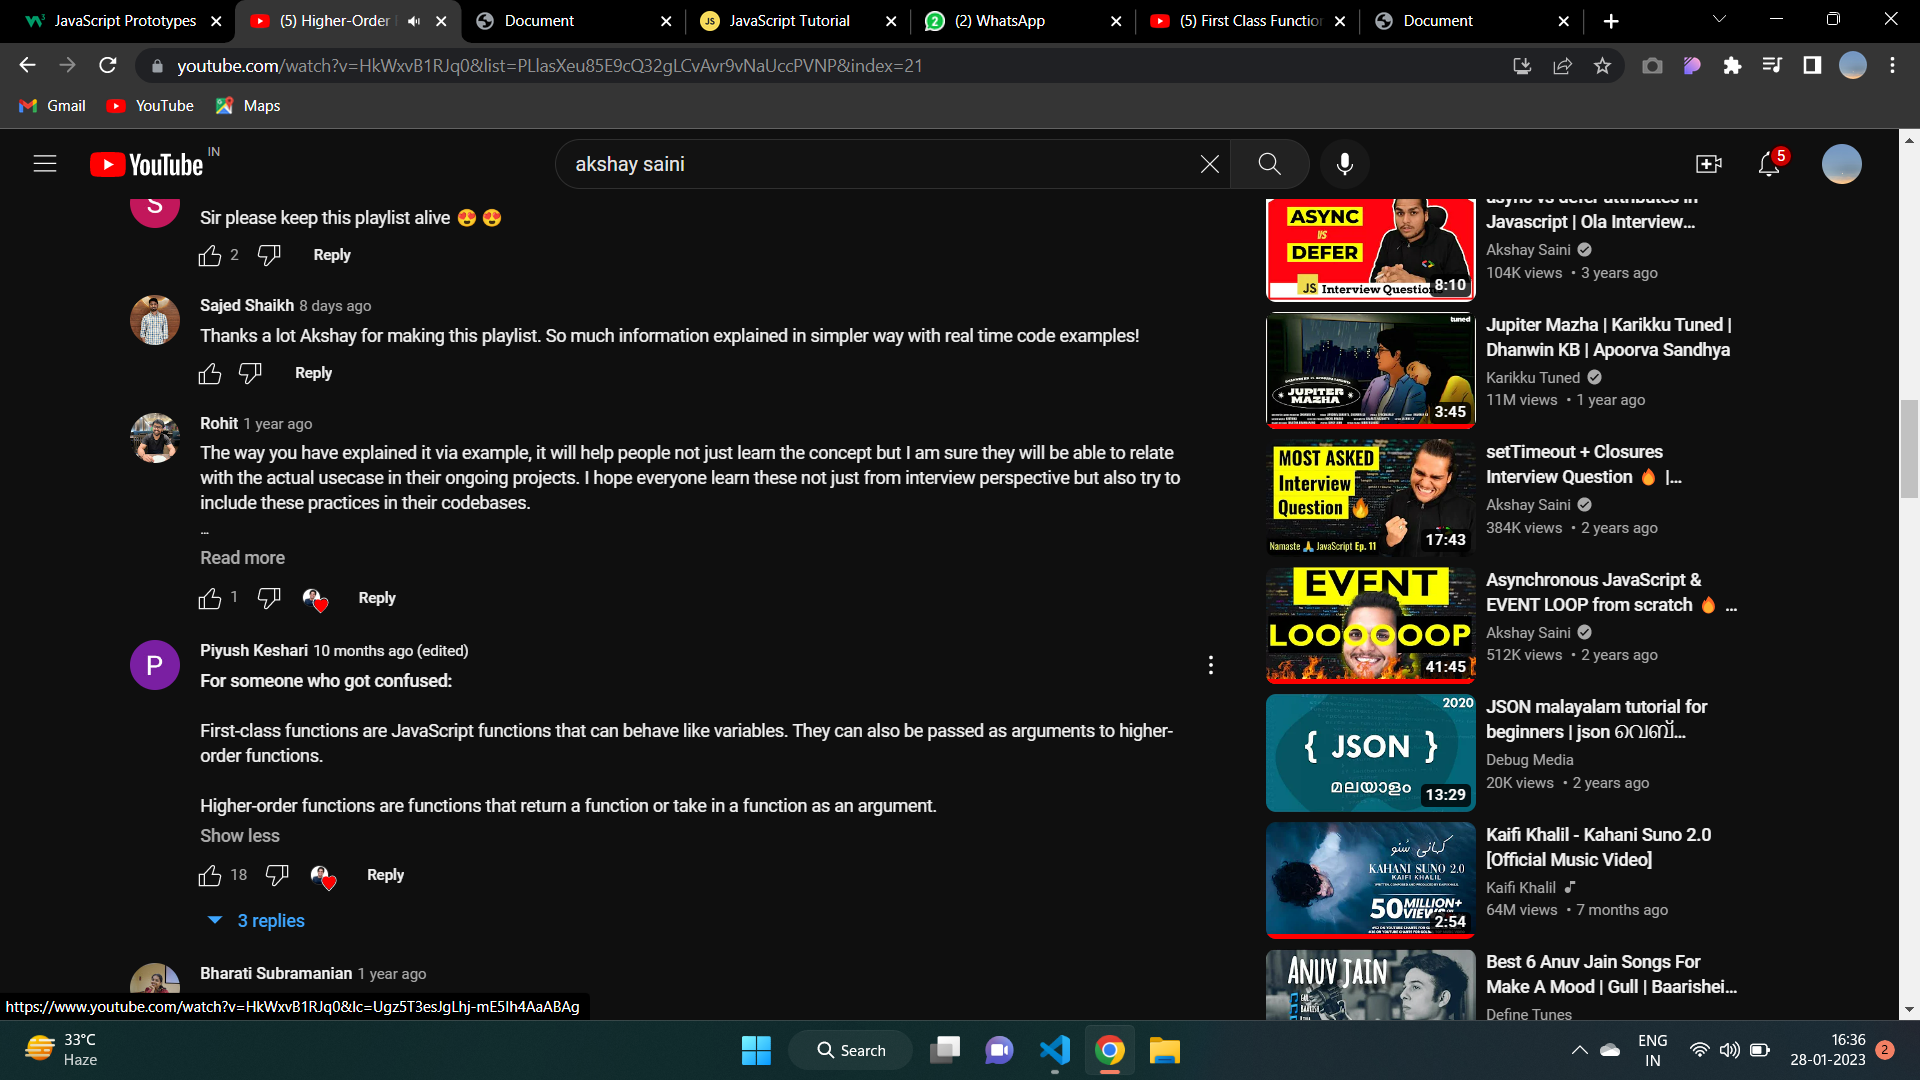 JavaScript Prototypes
(5) Higher-Order
Document
JavaScript Tutorial
(2) WhatsApp
(5) First Class Function
Document
youtube.com/watch?v=HkWxvB1RJq0&list=PLlasXeu85E9cQ32gLCvAvr9vNaUccPVNP&index=21
Gmail
YouTube
Maps
YouTube IN
akshay saini
5
S
Sir please keep this playlist alive 😍 😍
2
Reply
Sajed Shaikh 8 days ago
Thanks a lot Akshay for making this playlist. So much information explained in simpler way with real time code examples!
Reply
Rohit 1 year ago
The way you have explained it via example, it will help people not just learn the concept but I am sure they will be able to relate
with the actual usecase in their ongoing projects. I hope everyone learn these not just from interview perspective but also try to
include these practices in their codebases.
...
Read more
1
Reply
P
Piyush Keshari 10 months ago (edited)
For someone who got confused:
First-class functions are JavaScript functions that can behave like variables. They can also be passed as arguments to higher-
order functions.
Higher-order functions are functions that return a function or take in a function as an argument.
Show less
18
Reply
3 replies
Bharati Subramanian 1 year ago
https://www.youtube.com/watch?v=HkWxvB1RJq0&lc=Ugz5T3esJgLhj-mE5lh4AaABAg
ASYNC
VS
DEFER
JS Interview Question
8:10
async vs defer attributes in
Javascript | Ola Interview...
Akshay Saini
104K views • 3 years ago
tuned
JUPITER
MAZHA
3:45
Jupiter Mazha | Karikku Tuned |
Dhanwin KB | Apoorva Sandhya
Karikku Tuned
11M views • 1 year ago
MOST ASKED
Interview
Question 🔥
Namaste 🙏 JavaScript Ep. 11
17:43
setTimeout + Closures
Interview Question 🔥 |...
Akshay Saini
384K views • 2 years ago
EVENT
LOOOOOOP
41:45
Asynchronous JavaScript &
EVENT LOOP from scratch 🔥 ...
Akshay Saini
512K views • 2 years ago
2020
{ JSON }
മലയാളം
13:29
JSON malayalam tutorial for
beginners | json വെബ്...
Debug Media
20K views • 2 years ago
کہانی سنو
KAHANI SUNO 2.0
KAIFI KHALIL
50 MILLION+
VIEWS
2:54
Kaifi Khalil - Kahani Suno 2.0
[Official Music Video]
Kaifi Khalil
64M views • 7 months ago
ANUV JAIN
Best 6 Anuv Jain Songs For
Make A Mood | Gull | Baarishei...
Define Tunes
33°C
Haze
Search
ENG
IN
16:36
28-01-2023
2